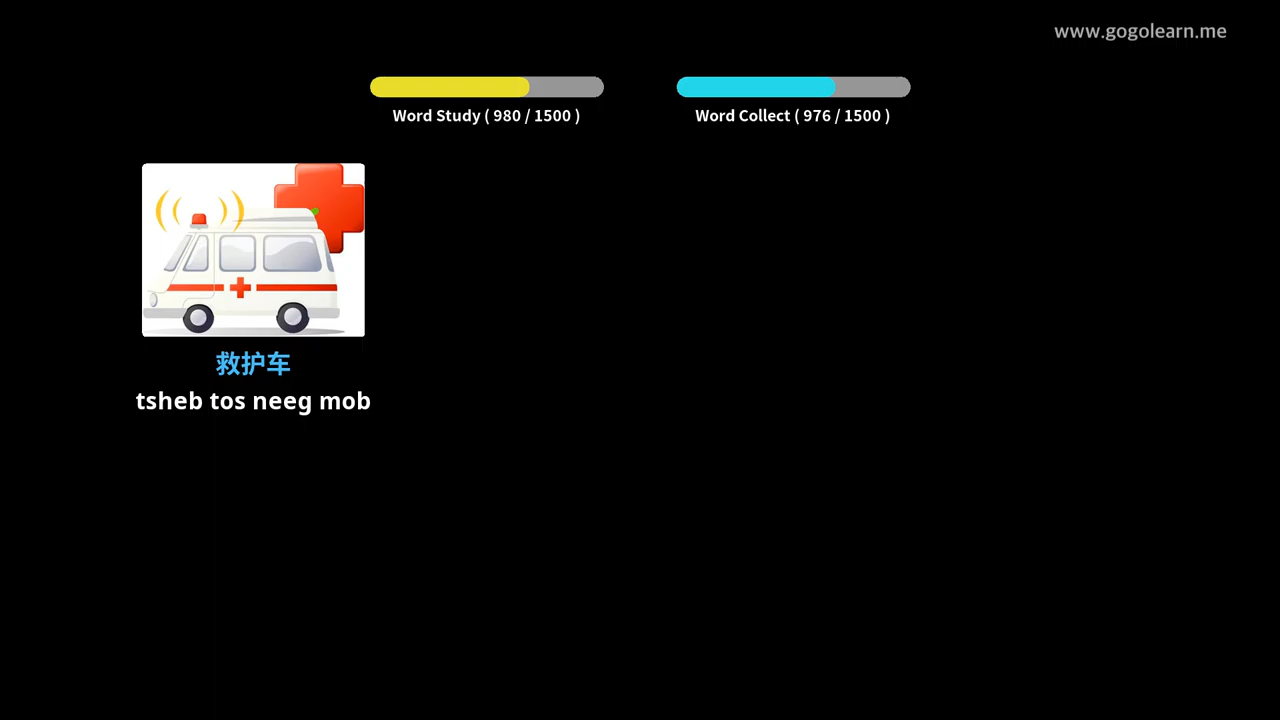 www.gogolearn.me
Word Study ( 980 / 1500 )
Word Collect ( 976 / 1500 )
救护车
tsheb tos neeg mob